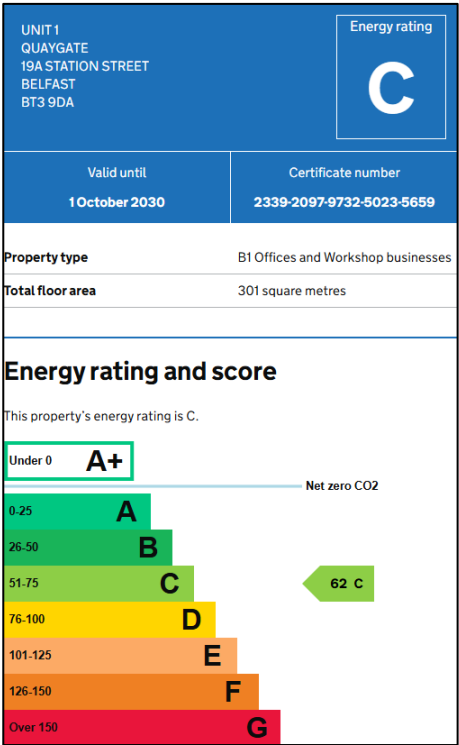 UNIT 1
QUAYGATE
19A STATION STREET
BELFAST
BT3 9DA
Energy rating
C
Valid until
1 October 2030
Certificate number
2339-2097-9732-5023-5659
Property type B1 Offices and Workshop businesses
Total floor area 301 square metres
Energy rating and score
This property's energy rating is C.
Under 0 A+
Net zero CO2
0-25 A
26-50 B
51-75 C 62 C
76-100 D
101-125 E
126-150 F
Over 150 G